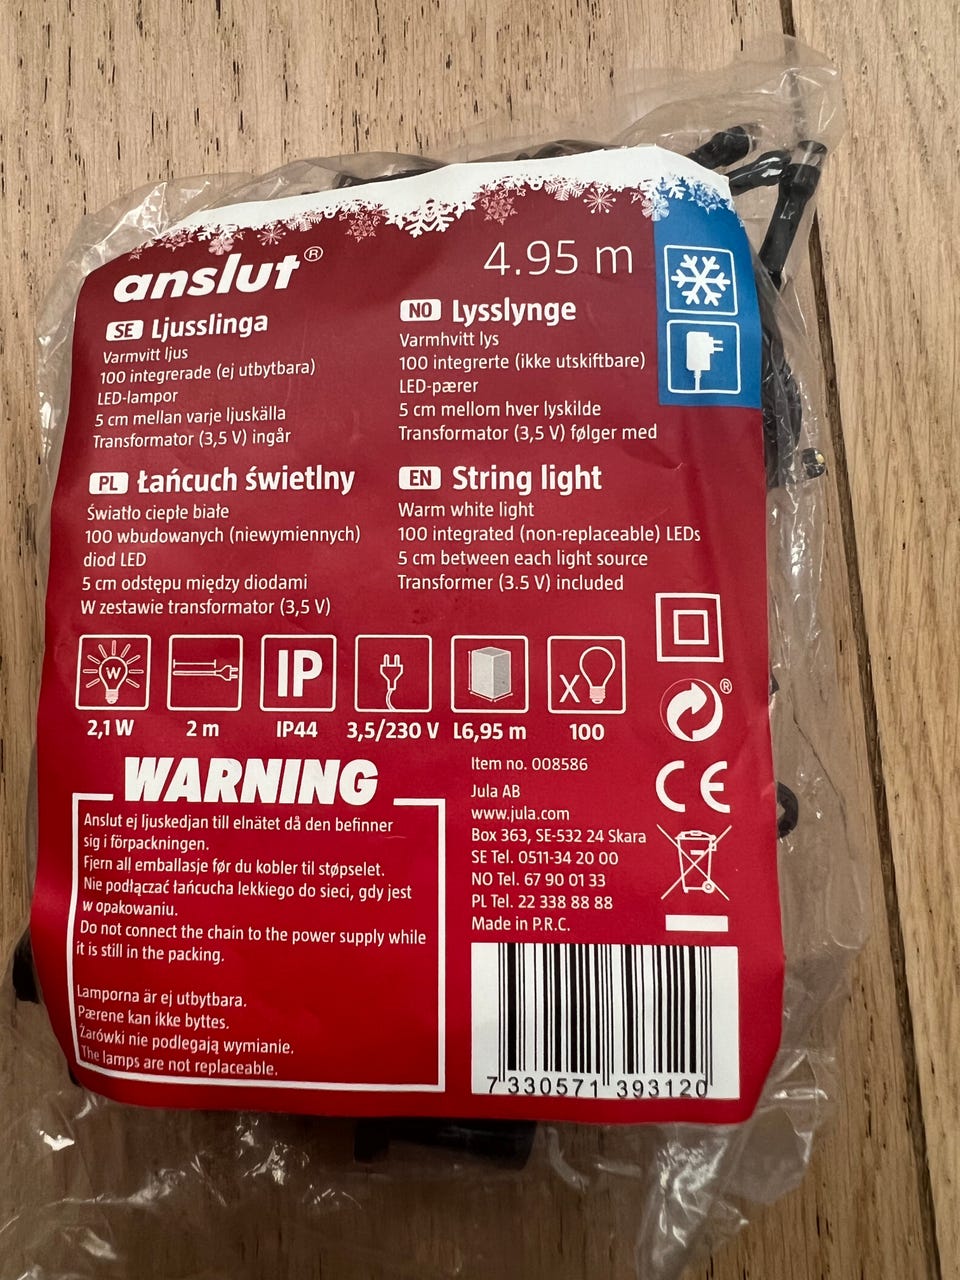 anslut®
4.95 m
SE Ljusslinga
Varmvitt ljus
100 integrerade (ej utbytbara)
LED-lampor
5 cm mellan varje ljuskälla
Transformator (3,5 V) ingår
NO Lysslynge
Varmhvitt lys
100 integrerte (ikke utskiftbare)
LED-pærer
5 cm mellom hver lyskilde
Transformator (3,5 V) følger med
PL Łańcuch świetlny
Światło ciepłe białe
100 wbudowanych (niewymiennych)
diod LED
5 cm odstępu między diodami
W zestawie transformator (3,5 V)
EN String light
Warm white light
100 integrated (non-replaceable) LEDs
5 cm between each light source
Transformer (3.5 V) included
W
IP
X
2,1 W
2 m
IP44
3,5/230 V
L6,95 m
100
®
CE
WARNING
Anslut ej ljuskedjan till elnätet då den befinner
sig i förpackningen.
Fjern all emballasje før du kobler til støpselet.
Nie podłączać łańcucha lekkiego do sieci, gdy jest
w opakowaniu.
Do not connect the chain to the power supply while
it is still in the packing.
Lamporna är ej utbytbara.
Pærene kan ikke byttes.
Żarówki nie podlegają wymianie.
The lamps are not replaceable.
Item no. 008586
Jula AB
www.jula.com
Box 363, SE-532 24 Skara
SE Tel. 0511-34 20 00
NO Tel. 67 90 01 33
PL Tel. 22 338 88 88
Made in P.R.C.
7 330571 393120